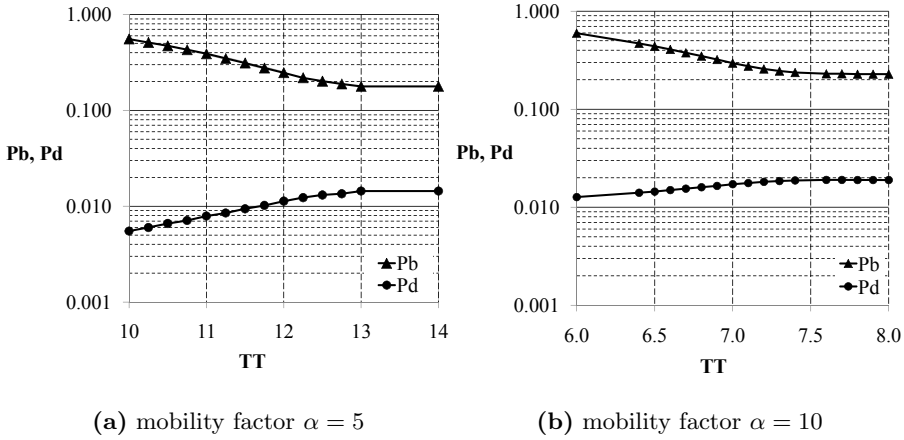 1.000
0.100
0.010
0.001
Pb, Pd
Pb
Pd
10 11 12 13 14
TT
(a) mobility factor α = 5
1.000
0.100
0.010
0.001
Pb, Pd
Pb
Pd
6.0 6.5 7.0 7.5 8.0
TT
(b) mobility factor α = 10